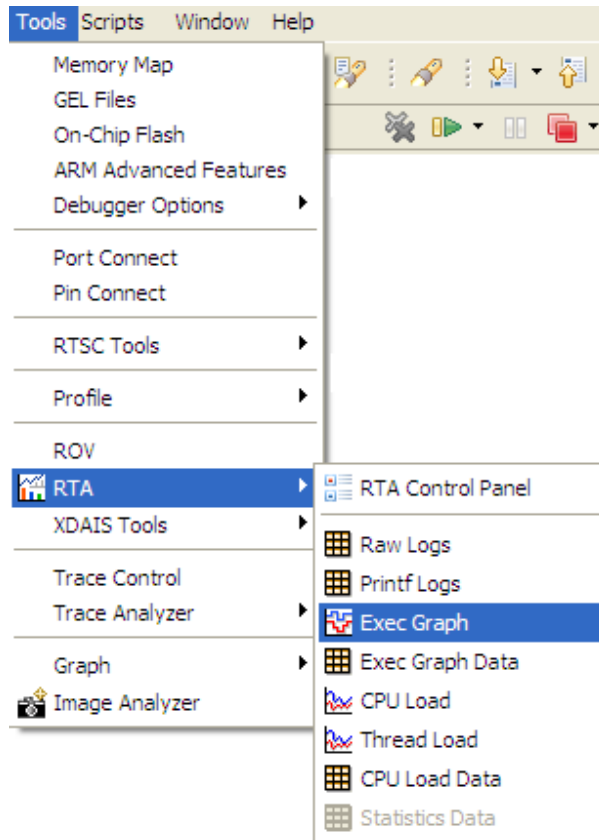 Tools Scripts Window Help
Memory Map
GEL Files
On-Chip Flash
ARM Advanced Features
Debugger Options
Port Connect
Pin Connect
RTSC Tools
Profile
ROV
RTA
XDAIS Tools
Trace Control
Trace Analyzer
Graph
Image Analyzer
RTA Control Panel
Raw Logs
Printf Logs
Exec Graph
Exec Graph Data
CPU Load
Thread Load
CPU Load Data
Statistics Data